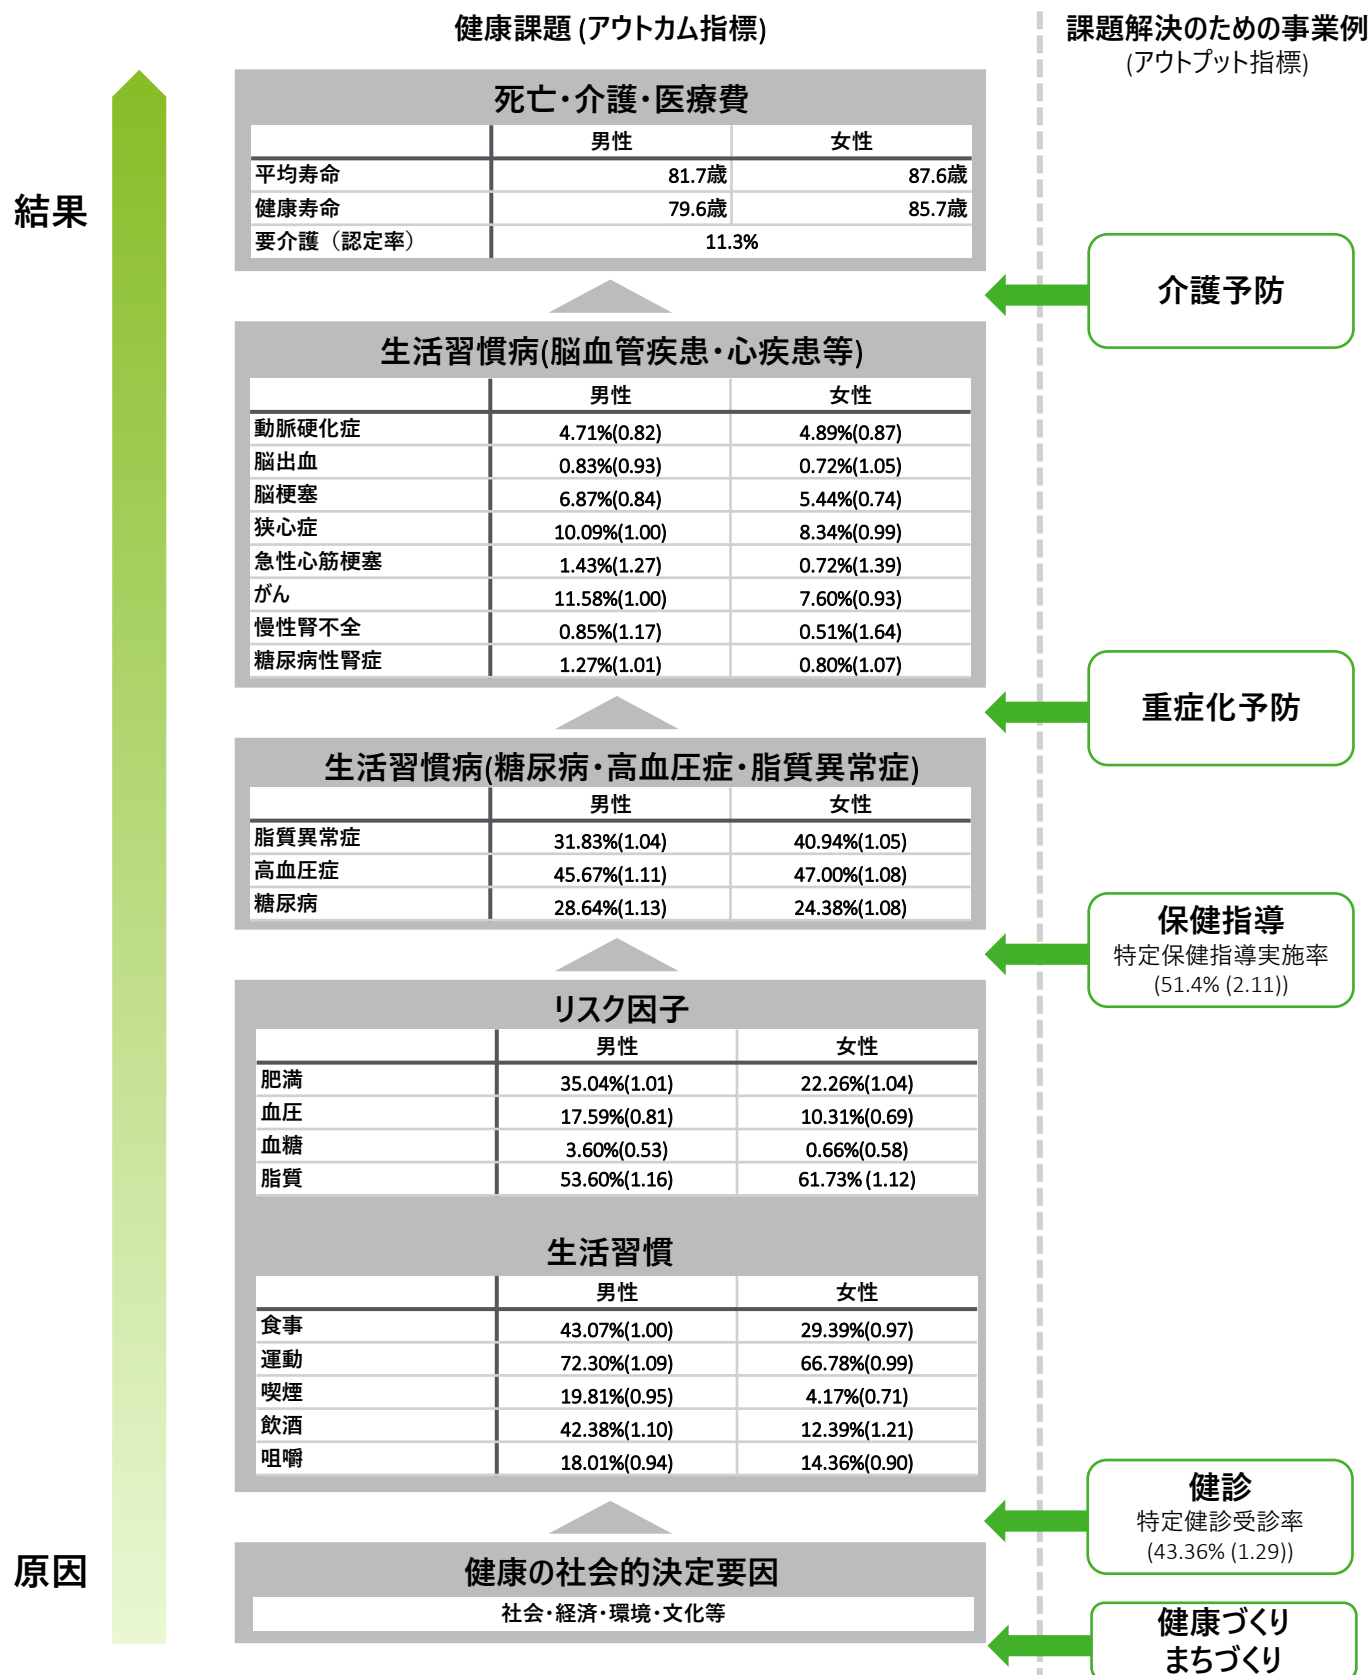 健康課題 (アウトカム指標)
課題解決のための事業例
(アウトプット指標)
結果
原因
死亡・介護・医療費
男性 女性
平均寿命 81.7歳 87.6歳
健康寿命 79.6歳 85.7歳
要介護（認定率） 11.3%
介護予防
生活習慣病(脳血管疾患・心疾患等)
男性 女性
動脈硬化症 4.71%(0.82) 4.89%(0.87)
脳出血 0.83%(0.93) 0.72%(1.05)
脳梗塞 6.87%(0.84) 5.44%(0.74)
狭心症 10.09%(1.00) 8.34%(0.99)
急性心筋梗塞 1.43%(1.27) 0.72%(1.39)
がん 11.58%(1.00) 7.60%(0.93)
慢性腎不全 0.85%(1.17) 0.51%(1.64)
糖尿病性腎症 1.27%(1.01) 0.80%(1.07)
重症化予防
生活習慣病(糖尿病・高血圧症・脂質異常症)
男性 女性
脂質異常症 31.83%(1.04) 40.94%(1.05)
高血圧症 45.67%(1.11) 47.00%(1.08)
糖尿病 28.64%(1.13) 24.38%(1.08)
保健指導
特定保健指導実施率
(51.4% (2.11))
リスク因子
男性 女性
肥満 35.04%(1.01) 22.26%(1.04)
血圧 17.59%(0.81) 10.31%(0.69)
血糖 3.60%(0.53) 0.66%(0.58)
脂質 53.60%(1.16) 61.73% (1.12)
生活習慣
男性 女性
食事 43.07%(1.00) 29.39%(0.97)
運動 72.30%(1.09) 66.78%(0.99)
喫煙 19.81%(0.95) 4.17%(0.71)
飲酒 42.38%(1.10) 12.39%(1.21)
咀嚼 18.01%(0.94) 14.36%(0.90)
健診
特定健診受診率
(43.36% (1.29))
健康の社会的決定要因
社会・経済・環境・文化等
健康づくり
まちづくり